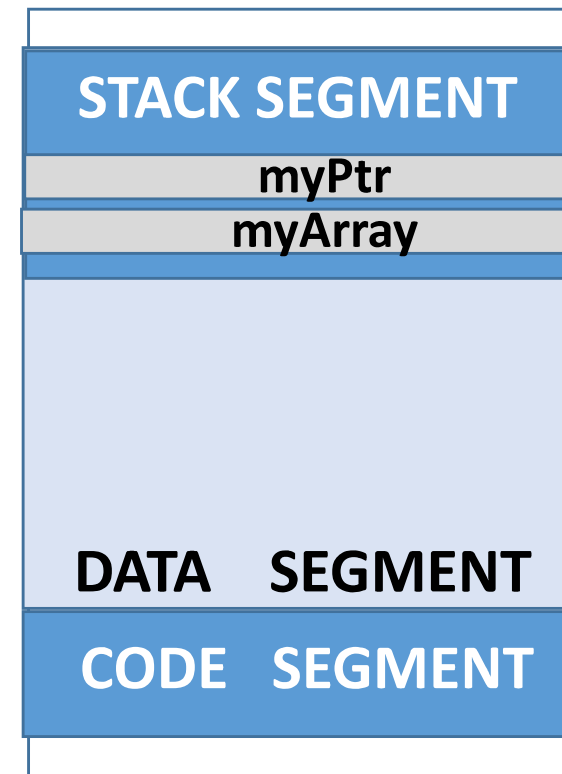 STACK SEGMENT
myPtr
myArray
DATA SEGMENT
CODE SEGMENT